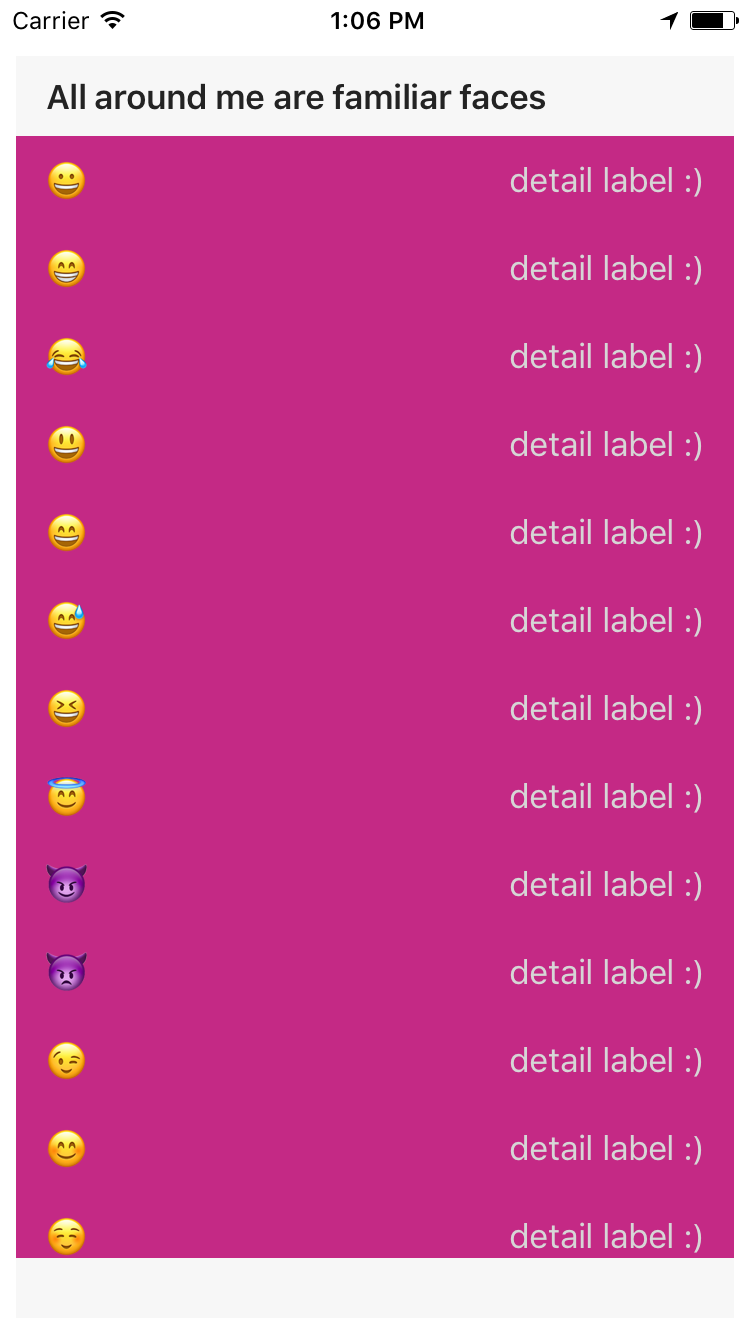 Carrier 1:06 PM
All around me are familiar faces
😀 detail label :)
😁 detail label :)
😂 detail label :)
😃 detail label :)
😄 detail label :)
😅 detail label :)
😆 detail label :)
😇 detail label :)
😈 detail label :)
👿 detail label :)
😉 detail label :)
😊 detail label :)
☺️ detail label :)